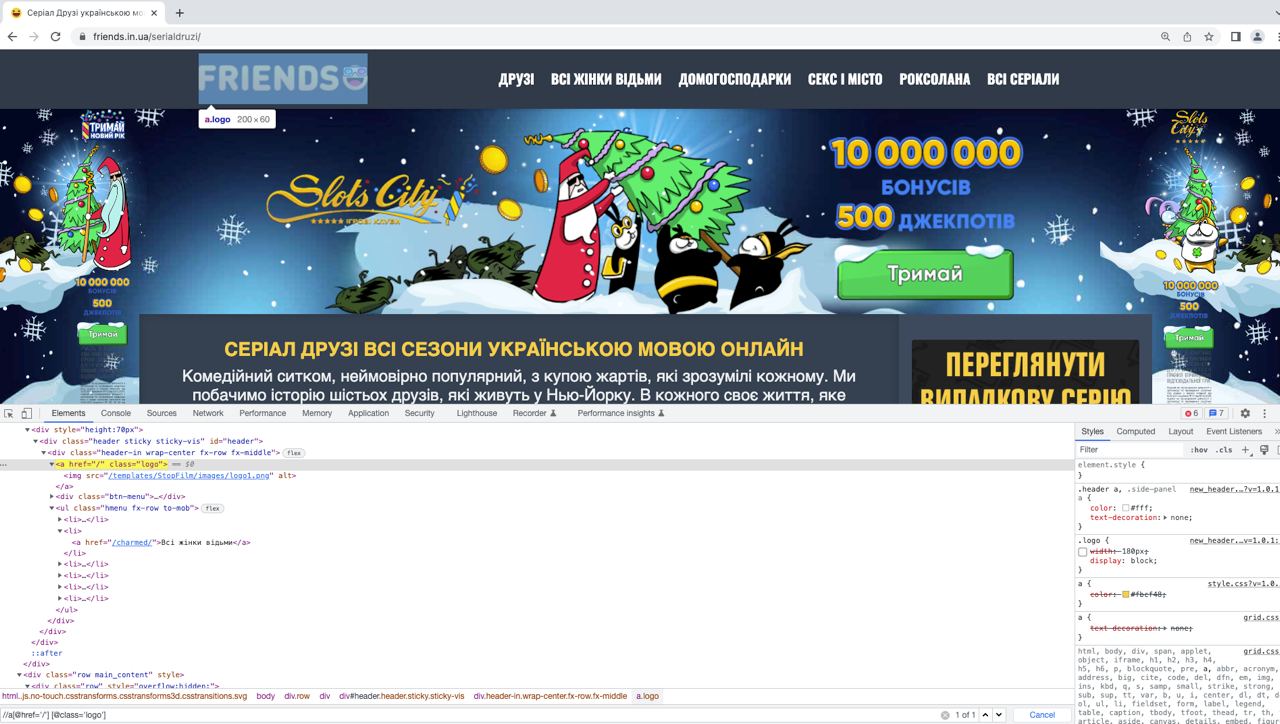 Серіал Друзі українською мов
friends.in.ua/serialdruzi/
FRIENDS
ДРУЗІ ВСІ ЖІНКИ ВІДЬМИ ДОМОГОСПОДАРКИ СЕКС І МІСТО РОКСОЛАНА ВСІ СЕРІАЛИ
a.logo 200 × 60
ТРИМАЙ
НОВИЙ РІК
10 000 000
БОНУСІВ
500
ДЖЕКПОТІВ
Тримай
Slots City
ІГРОВІ КЛУБИ
10 000 000
БОНУСІВ
500 ДЖЕКПОТІВ
Тримай
Slots City
10 000 000
БОНУСІВ
500
ДЖЕКПОТІВ
Тримай
СЕРІАЛ ДРУЗІ ВСІ СЕЗОНИ УКРАЇНСЬКОЮ МОВОЮ ОНЛАЙН
Комедійний ситком, неймовірно популярний, з купою жартів, які зрозумілі кожному. Ми
побачимо історію шістьох друзів, які живуть у Нью-Йорку. В кожного своє життя, яке
ПЕРЕГЛЯНУТИ
ВИПАДКОВУ СЕРІЮ
Elements Console Sources Network Performance Memory Application Security Lighthouse Recorder Performance insights 6 7
<div style="height:70px">
<div class="header sticky sticky-vis" id="header">
<div class="header-in wrap-center fx-row fx-middle"> flex
<a href="/" class="logo"> == $0
<img src="/templates/StopFilm/images/logo1.png" alt>
</a>
<div class="btn-menu">…</div>
<ul class="hmenu fx-row to-mob"> flex
<li>…</li>
<li>
<a href="/charmed/">Всі жінки відьми</a>
</li>
<li>…</li>
<li>…</li>
<li>…</li>
<li>…</li>
</ul>
</div>
</div>
</div>
::after
</div>
<div class="row main_content" style>
<div class="row" style="overflow:hidden;">
html..js.no-touch.csstransforms.csstransforms3d.csstransitions.svg body div.row div div#header.header.sticky.sticky-vis div.header-in.wrap-center.fx-row.fx-middle a.logo
//a[@href='/'] [@class='logo'] 1 of 1 Cancel
Styles Computed Layout Event Listeners
Filter :hov .cls
element.style {
}
.header a, .side-panel new_header.…?v=1.0.1
a {
color: #fff;
text-decoration: none;
}
.logo { new_header.…v=1.0.1:
width: 180px;
display: block;
}
a { style.css?v=1.0.
color: #fbcf48;
}
a { grid.css
text-decoration: none;
}
html, body, div, span, applet, grid.css
object, iframe, h1, h2, h3, h4,
h5, h6, p, blockquote, pre, a, abbr, acronym,
address, big, cite, code, del, dfn, em, img,
ins, kbd, q, s, samp, small, strike, strong,
sub, sup, tt, var, b, u, i, center, dl, dt, d
ol, ul, li, fieldset, form, label, legend,
table, caption, tbody, tfoot, thead, tr, th,